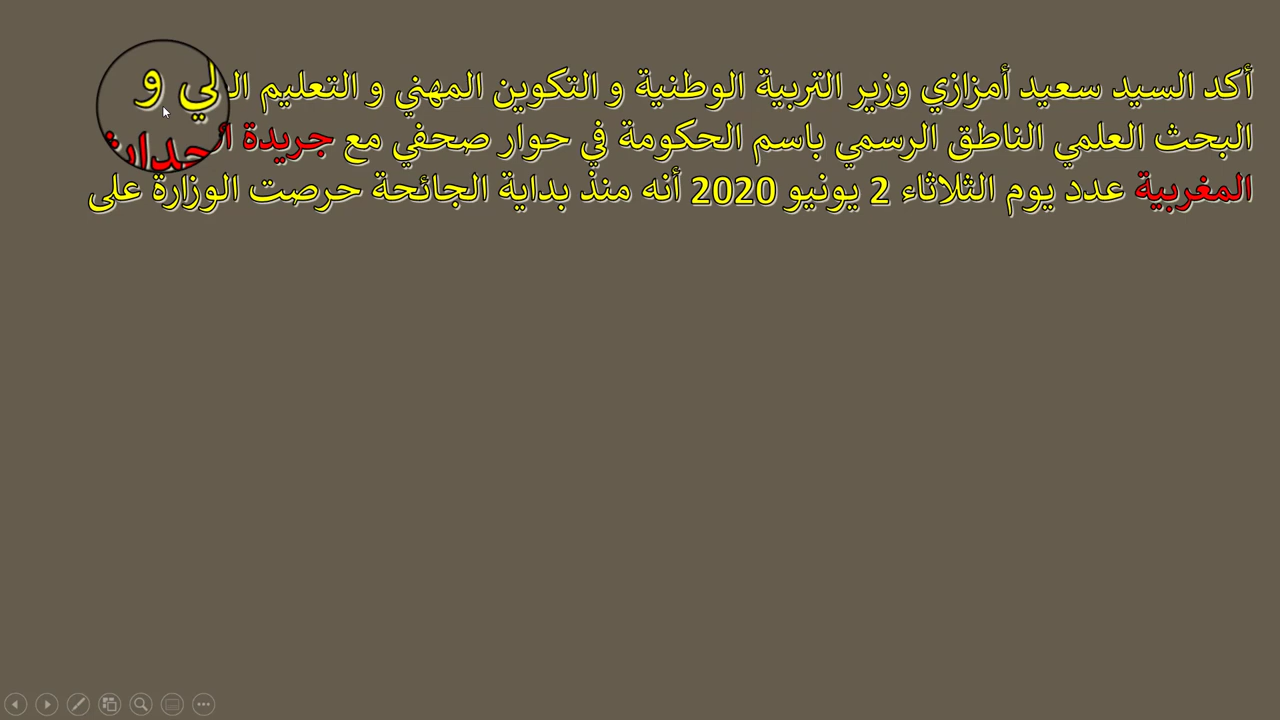 أكد السيد سعيد أمزازي وزير التربية الوطنية و التكوين المهني و التعليم العالي و
البحث العلمي الناطق الرسمي باسم الحكومة في حوار صحفي مع جريدة
المغربية عدد يوم الثلاثاء 2 يونيو 2020 أنه منذ بداية الجائحة حرصت الوزارة على